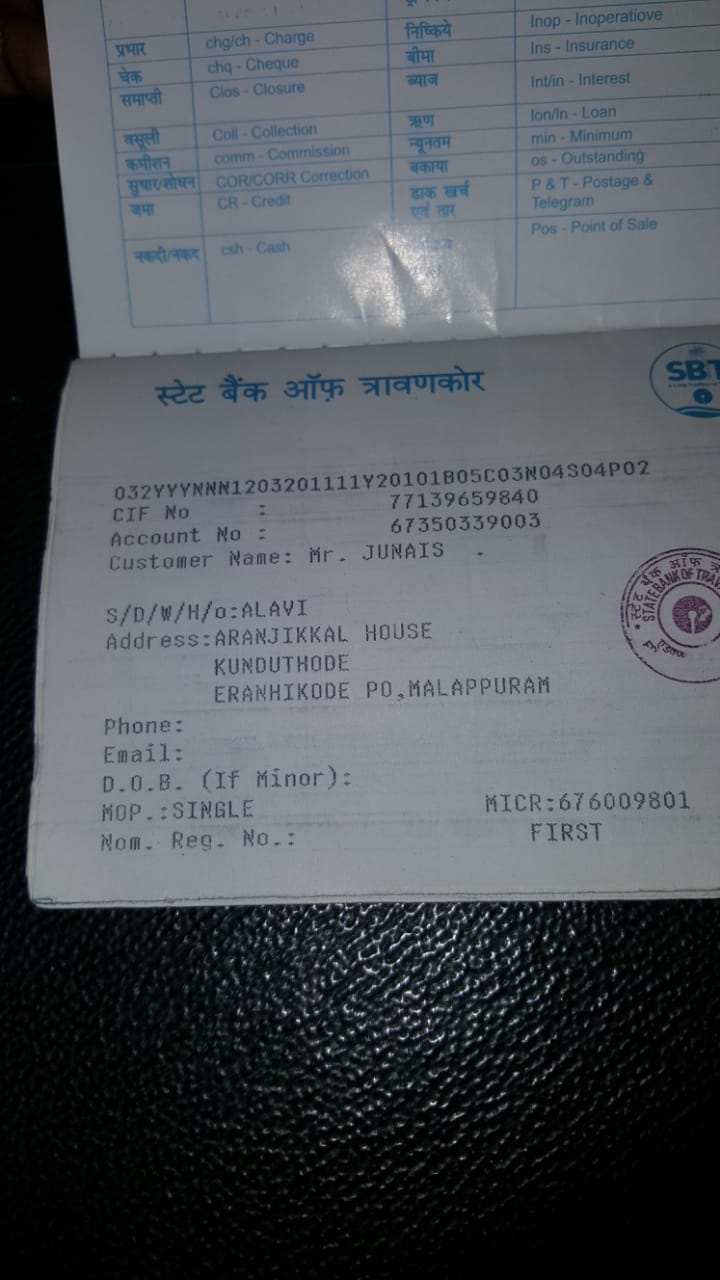 Inop - Inoperatiove
प्रभार chg/ch - Charge निष्किये Ins - Insurance
चेक chq - Cheque बीमा
समाप्ती Clos - Closure ब्याज Int/in - Interest
वसूली Coll - Collection ऋण lon/ln - Loan
कमीशन comm - Commission न्यूनतम min - Minimum
सुधार/शोधन COR/CORR Correction बकाया os - Outstanding
जमा CR - Credit डाक खर्च एवं तार P & T - Postage &
Telegram
नकदी/नकद csh - Cash Pos - Point of Sale
स्टेट बैंक ऑफ़ त्रावणकोर
SBT
032YYYNNN1203201111Y20101B05C03N04S04P02
CIF No : 77139659840
Account No : 67350339003
Customer Name: Mr. JUNAIS .
S/D/W/H/o:ALAVI
Address:ARANJIKKAL HOUSE
KUNDUTHODE
ERANHIKODE PO,MALAPPURAM
Phone:
Email:
D.O.B. (If Minor):
MOP.:SINGLE MICR:676009801
Nom. Reg. No.: FIRST
स्टेट बैंक ऑफ
STATE BANK OF